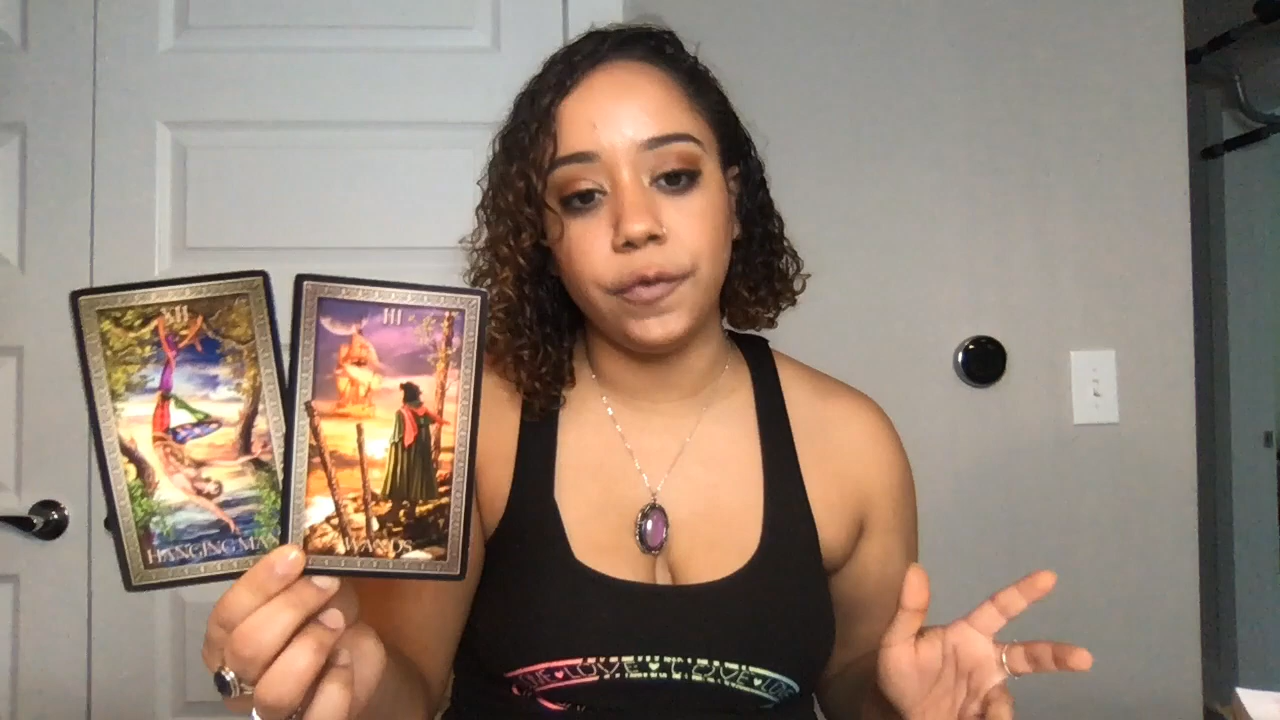 XII
HANGING MAN
III
WANDS
LOVE LOVE